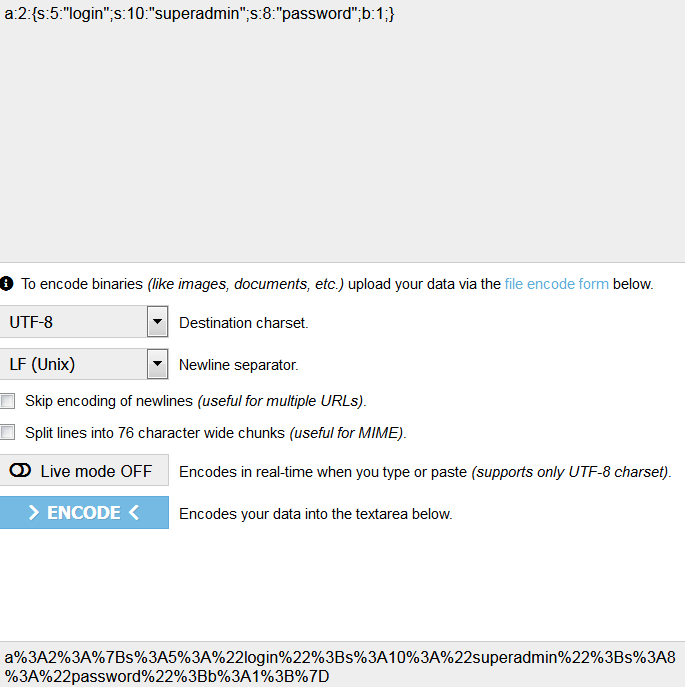 a:2:{s:5:"login";s:10:"superadmin";s:8:"password";b:1;}
To encode binaries (like images, documents, etc.) upload your data via the file encode form below.
UTF-8 Destination charset.
LF (Unix) Newline separator.
Skip encoding of newlines (useful for multiple URLs).
Split lines into 76 character wide chunks (useful for MIME).
Live mode OFF Encodes in real-time when you type or paste (supports only UTF-8 charset).
> ENCODE < Encodes your data into the textarea below.
a%3A2%3A%7Bs%3A5%3A%22login%22%3Bs%3A10%3A%22superadmin%22%3Bs%3A8
%3A%22password%22%3Bb%3A1%3B%7D